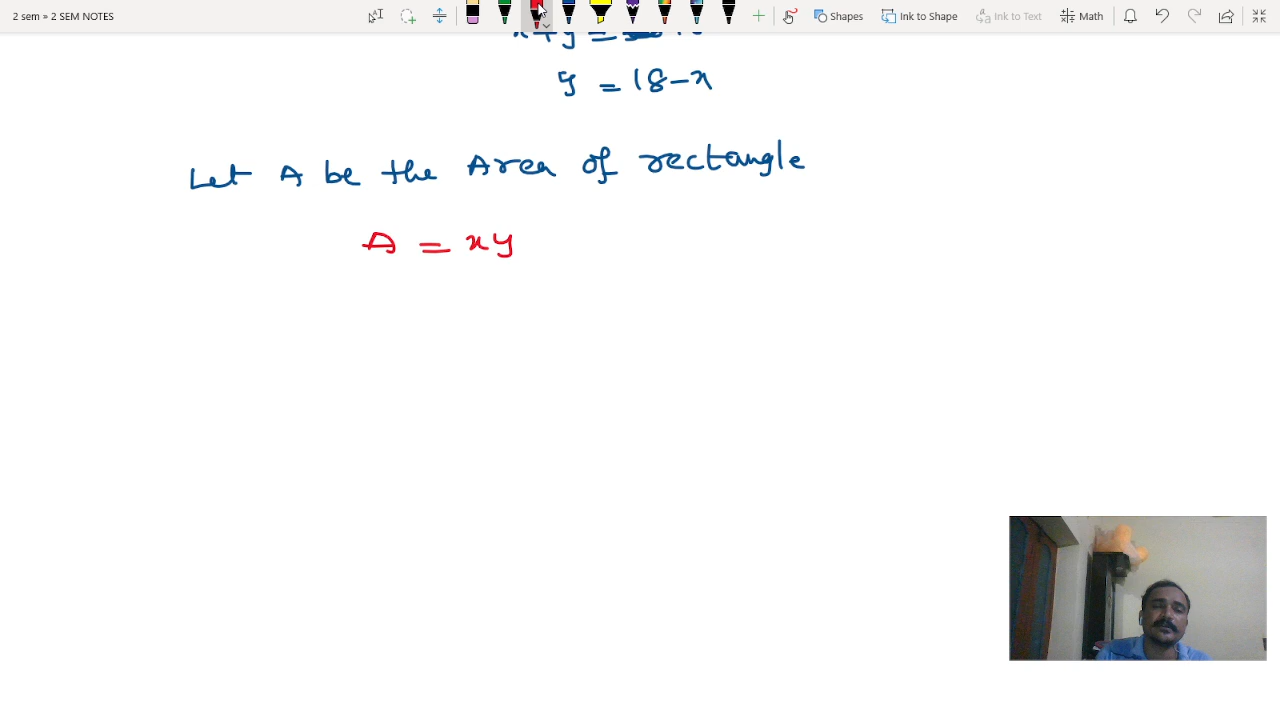 2 sem » 2 SEM NOTES
Shapes
Ink to Shape
Ink to Text
Math
y = 18-x
Let A be the Area of rectangle
A = xy